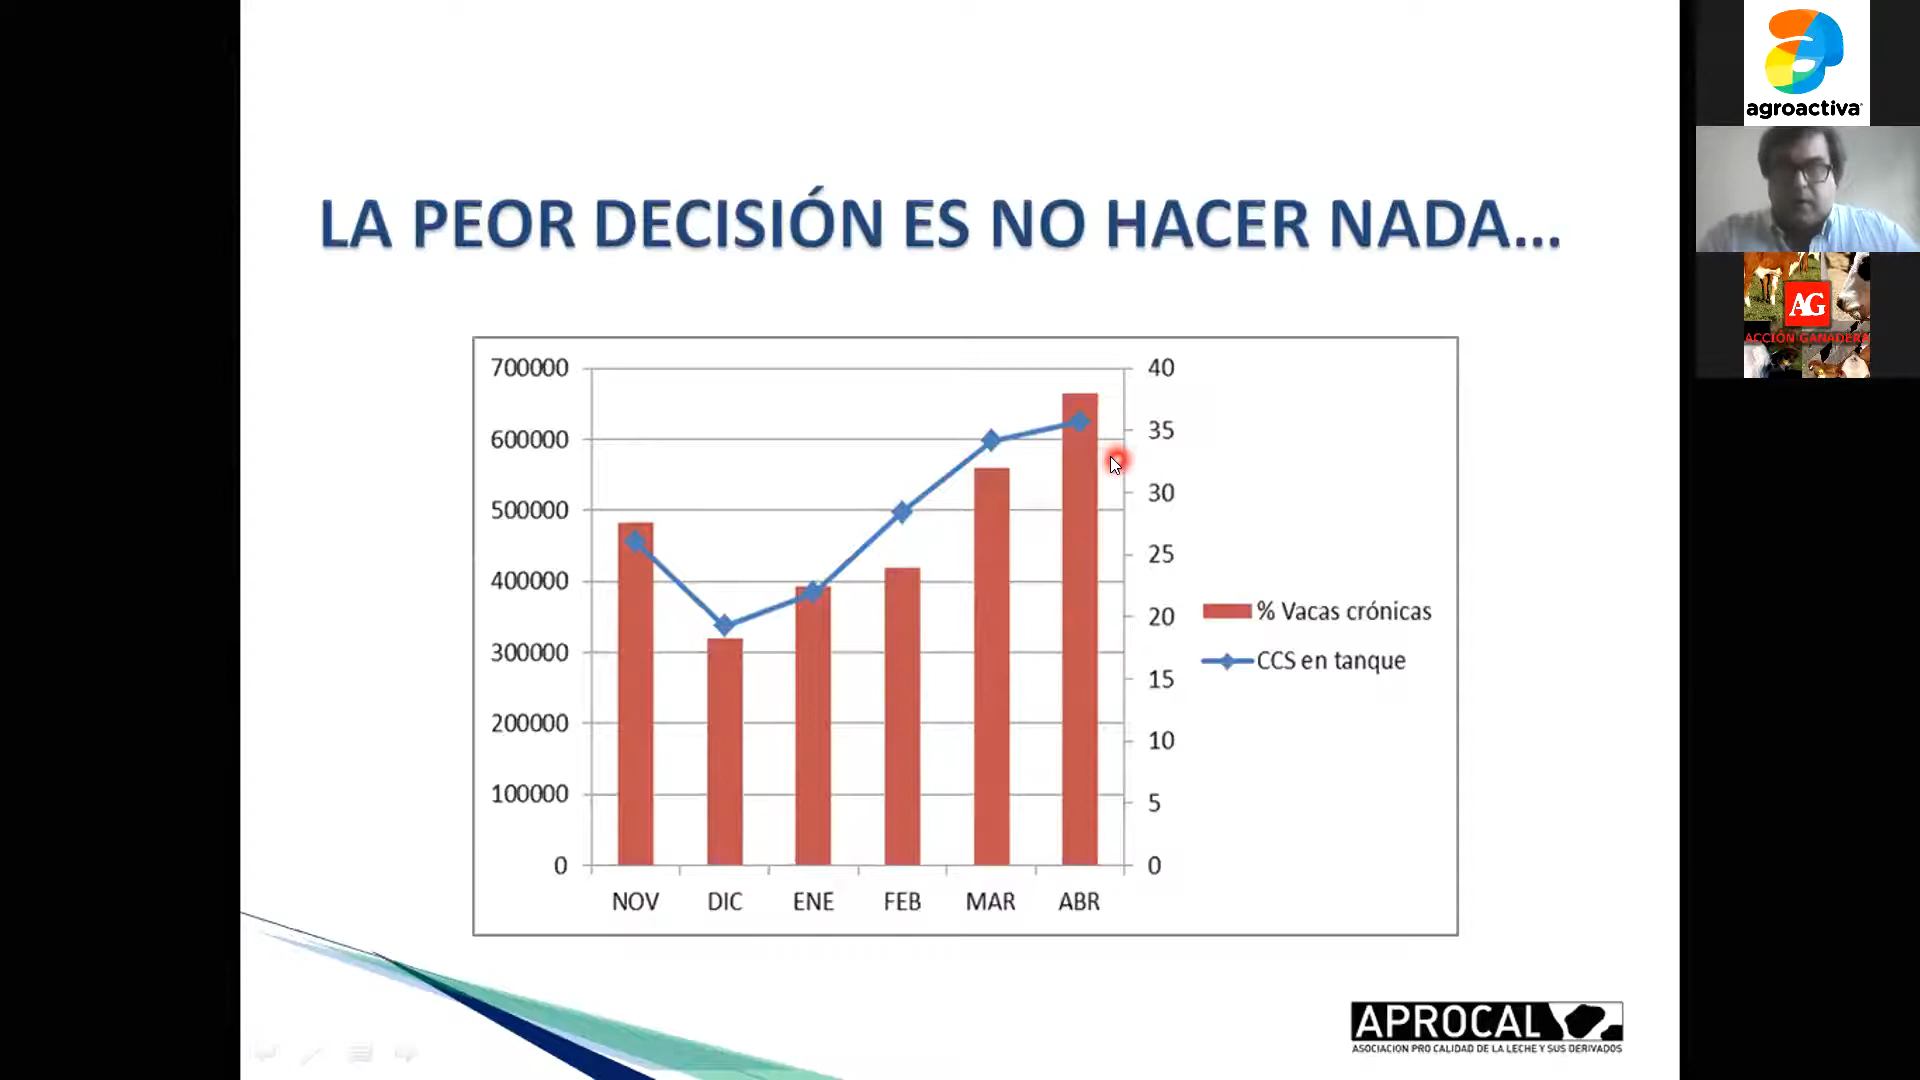 LA PEOR DECISIÓN ES NO HACER NADA...
700000
600000
500000
400000
300000
200000
100000
0
40
35
30
25
20
15
10
5
0
NOV DIC ENE FEB MAR ABR
% Vacas crónicas
CCS en tanque
APROCAL
ASOCIACION PRO CALIDAD DE LA LECHE Y SUS DERIVADOS
agroactiva
AG
ACCIÓN GANADERA